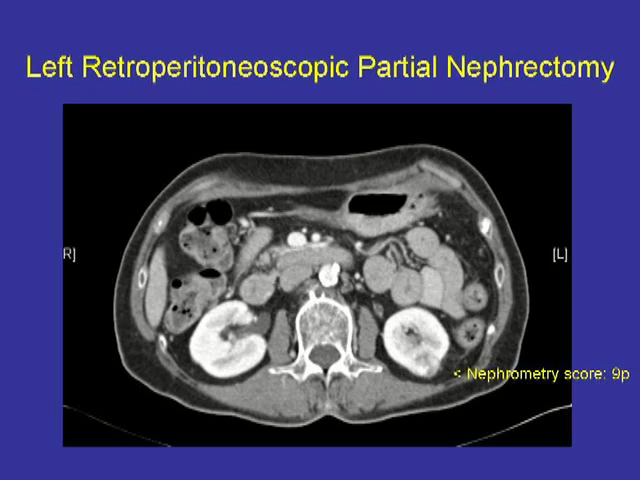 Left Retroperitoneoscopic Partial Nephrectomy
R]
[L]
< Nephrometry score: 9p